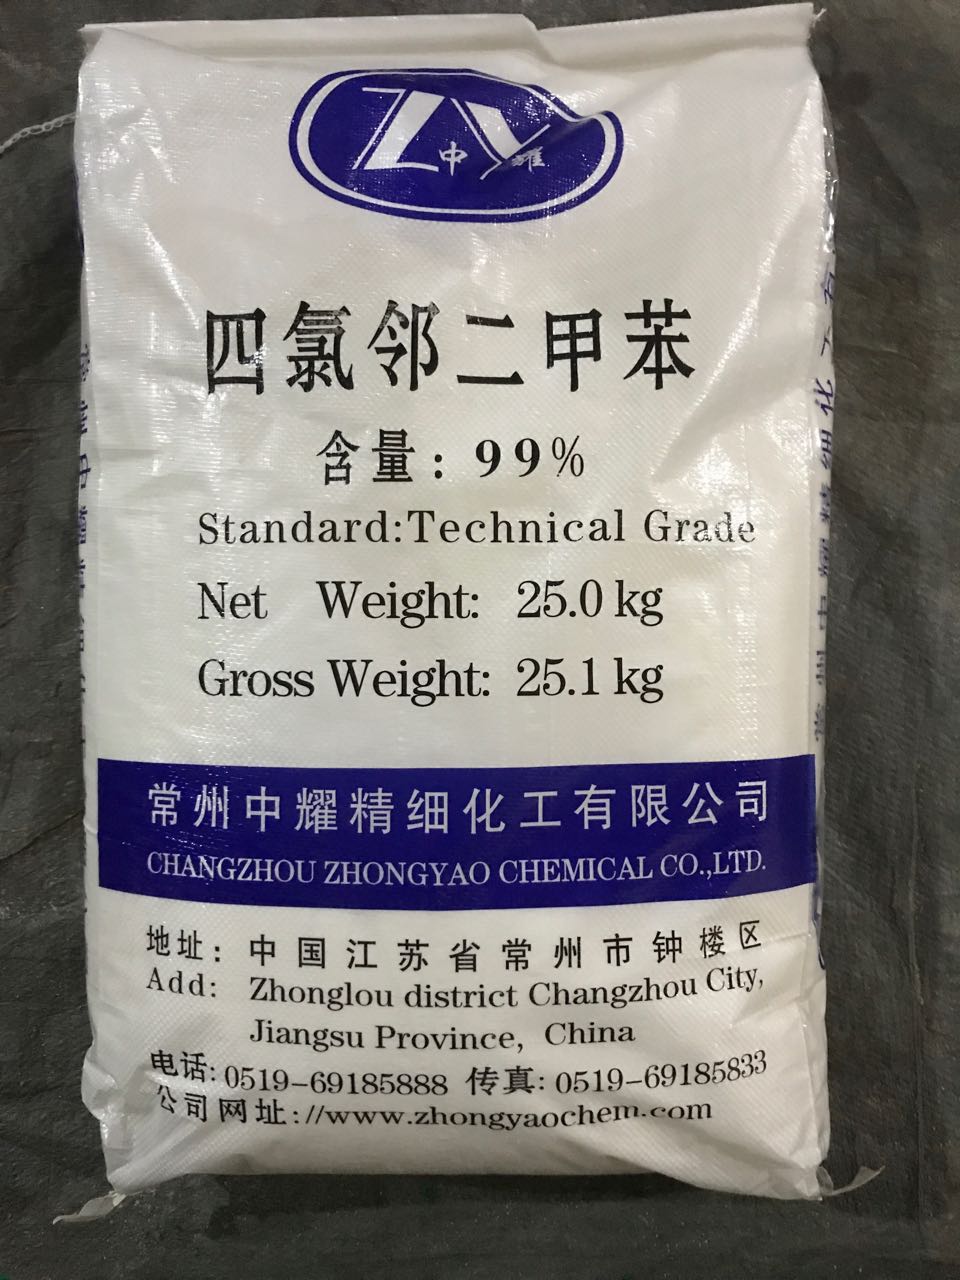 ZY
中耀
四氯邻二甲苯
含量: 99%
Standard:Technical Grade
Net Weight: 25.0 kg
Gross Weight: 25.1 kg
常州中耀精细化工有限公司
CHANGZHOU ZHONGYAO CHEMICAL CO.,LTD.
地址: 中国江苏省常州市钟楼区
Add: Zhonglou district Changzhou City,
Jiangsu Province, China
电话: 0519-69185888 传真: 0519-69185833
公司网址://www.zhongyaochem.com